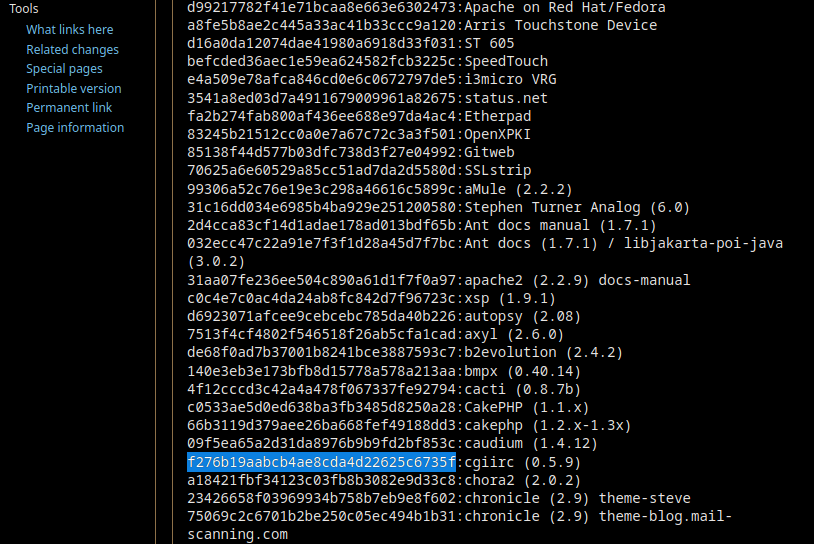 Tools
What links here
Related changes
Special pages
Printable version
Permanent link
Page information
d99217782f41e71bcaa8e663e6302473:Apache on Red Hat/Fedora
a8fe5b8ae2c445a33ac41b33ccc9a120:Arris Touchstone Device
d16a0da12074dae41980a6918d33f031:ST 605
befcded36aec1e59ea624582fcb3225c:SpeedTouch
e4a509e78afca846cd0e6c0672797de5:i3micro VRG
3541a8ed03d7a4911679009961a82675:status.net
fa2b274fab800af436ee688e97da4ac4:Etherpad
83245b21512cc0a0e7a67c72c3a3f501:OpenXPKI
85138f44d577b03dfc738d3f27e04992:Gitweb
70625a6e60529a85cc51ad7da2d5580d:SSLstrip
99306a52c76e19e3c298a46616c5899c:aMule (2.2.2)
31c16dd034e6985b4ba929e251200580:Stephen Turner Analog (6.0)
2d4cca83cf14d1adae178ad013bdf65b:Ant docs manual (1.7.1)
032ecc47c22a91e7f3f1d28a45d7f7bc:Ant docs (1.7.1) / libjakarta-poi-java
(3.0.2)
31aa07fe236ee504c890a61d1f7f0a97:apache2 (2.2.9) docs-manual
c0c4e7c0ac4da24ab8fc842d7f96723c:xsp (1.9.1)
d6923071afcee9cebcebc785da40b226:autopsy (2.08)
7513f4cf4802f546518f26ab5cfa1cad:axyl (2.6.0)
de68f0ad7b37001b8241bce3887593c7:b2evolution (2.4.2)
140e3eb3e173bfb8d15778a578a213aa:bmpx (0.40.14)
4f12cccd3c42a4a478f067337fe92794:cacti (0.8.7b)
c0533ae5d0ed638ba3fb3485d8250a28:CakePHP (1.1.x)
66b3119d379aee26ba668fef49188dd3:cakephp (1.2.x-1.3x)
09f5ea65a2d31da8976b9b9fd2bf853c:caudium (1.4.12)
f276b19aabcb4ae8cda4d22625c6735f:cgiirc (0.5.9)
a18421fbf34123c03fb8b3082e9d33c8:chora2 (2.0.2)
23426658f03969934b758b7eb9e8f602:chronicle (2.9) theme-steve
75069c2c6701b2be250c05ec494b1b31:chronicle (2.9) theme-blog.mail-
scanning.com